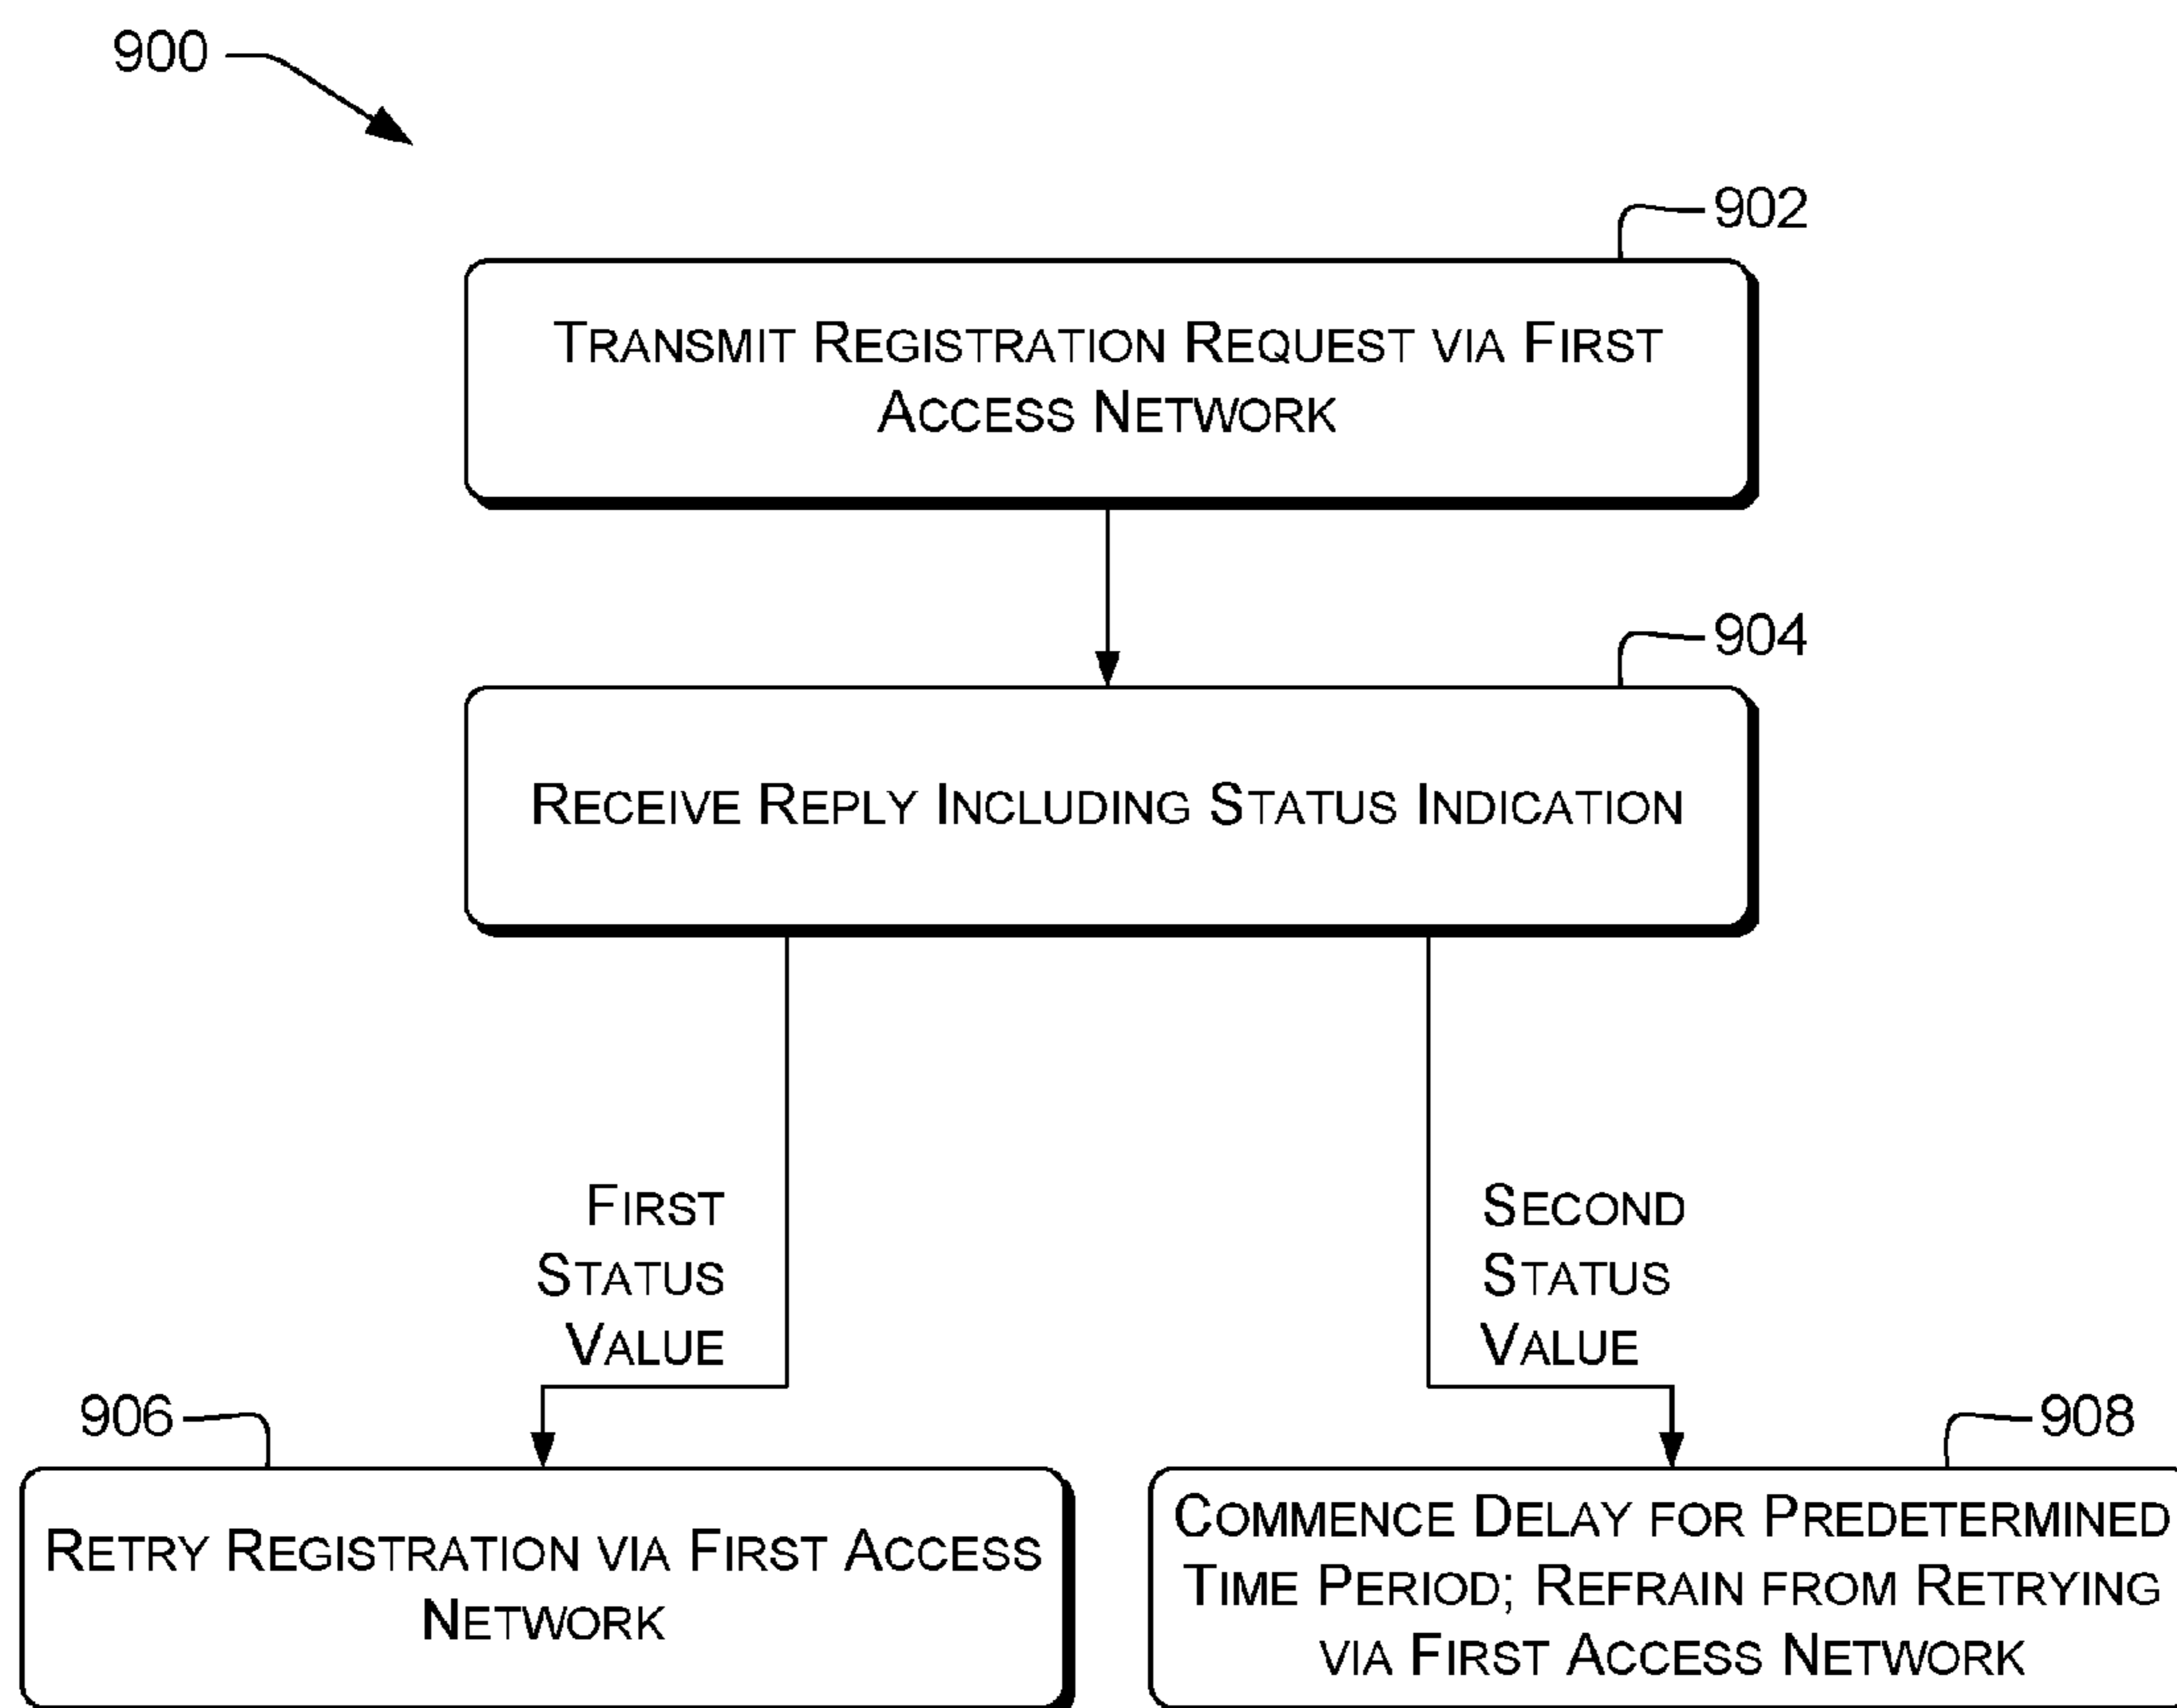 900
902
TRANSMIT REGISTRATION REQUEST VIA FIRST
ACCESS NETWORK
904
RECEIVE REPLY INCLUDING STATUS INDICATION
FIRST
STATUS
VALUE
SECOND
STATUS
VALUE
906
RETRY REGISTRATION VIA FIRST ACCESS
NETWORK
908
COMMENCE DELAY FOR PREDETERMINED
TIME PERIOD; REFRAIN FROM RETRYING
VIA FIRST ACCESS NETWORK